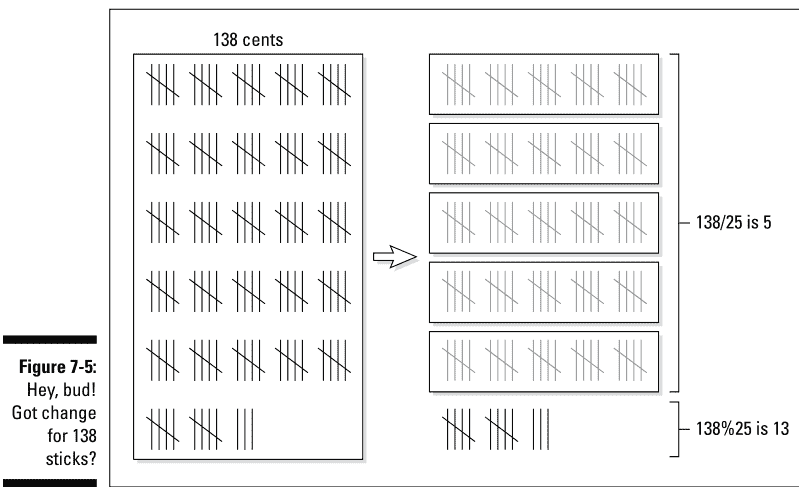 138 cents
138/25 is 5
138%25 is 13
Figure 7-5:
Hey, bud!
Got change
for 138
sticks?